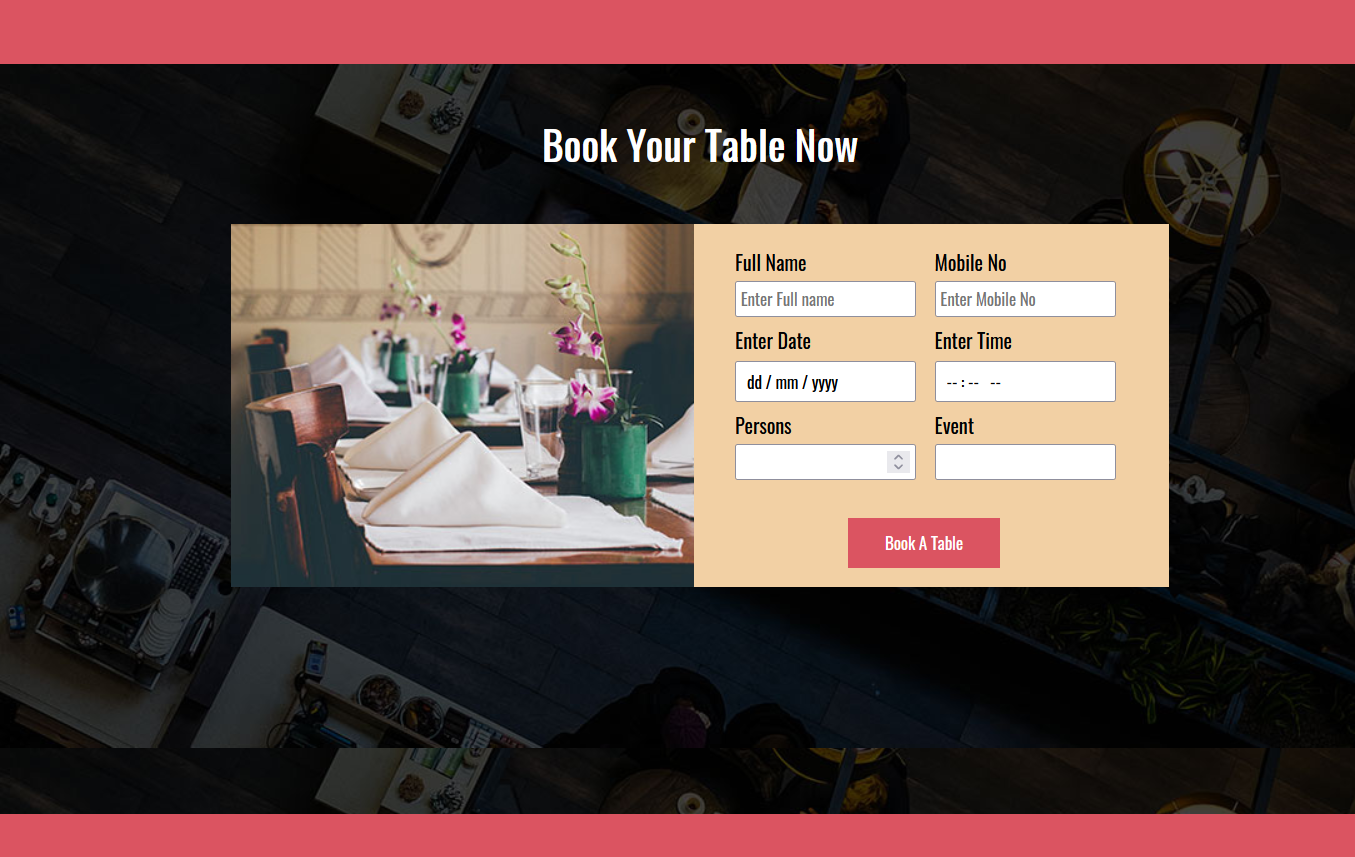 Book Your Table Now
Full Name Mobile No
Enter Full name Enter Mobile No
Enter Date Enter Time
dd / mm / yyyy -- : -- --
Persons Event
Book A Table